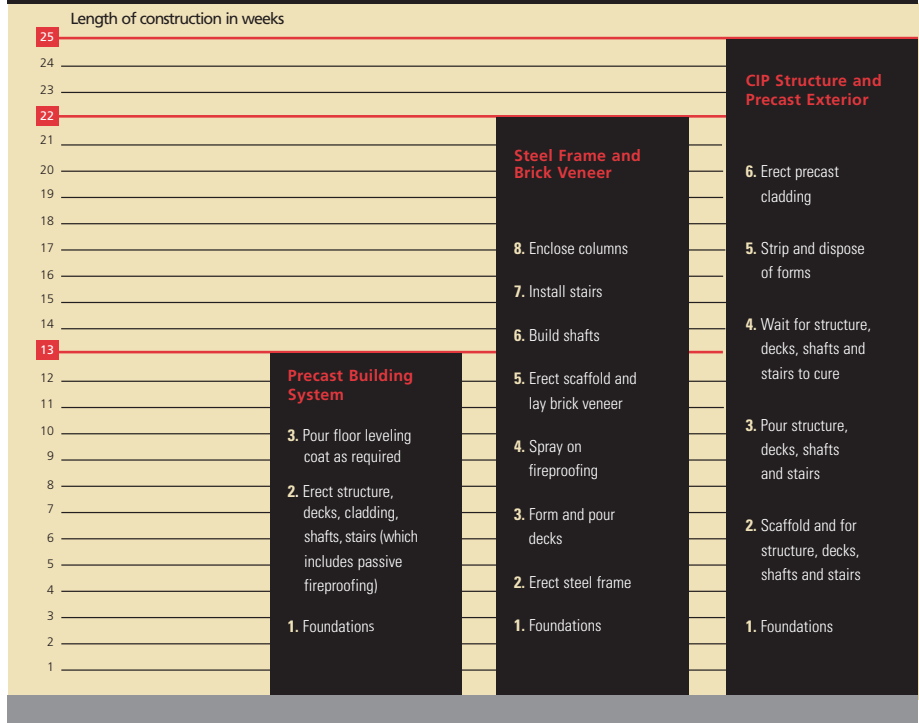 Length of construction in weeks
25
24
23
22
21
20
19
18
17
16
15
14
13
12
11
10
9
8
7
6
5
4
3
2
1
Precast Building
System
3. Pour floor leveling
coat as required
2. Erect structure,
decks, cladding,
shafts, stairs (which
includes passive
fireproofing)
1. Foundations
Steel Frame and
Brick Veneer
8. Enclose columns
7. Install stairs
6. Build shafts
5. Erect scaffold and
lay brick veneer
4. Spray on
fireproofing
3. Form and pour
decks
2. Erect steel frame
1. Foundations
CIP Structure and
Precast Exterior
6. Erect precast
cladding
5. Strip and dispose
of forms
4. Wait for structure,
decks, shafts and
stairs to cure
3. Pour structure,
decks, shafts
and stairs
2. Scaffold and for
structure, decks,
shafts and stairs
1. Foundations